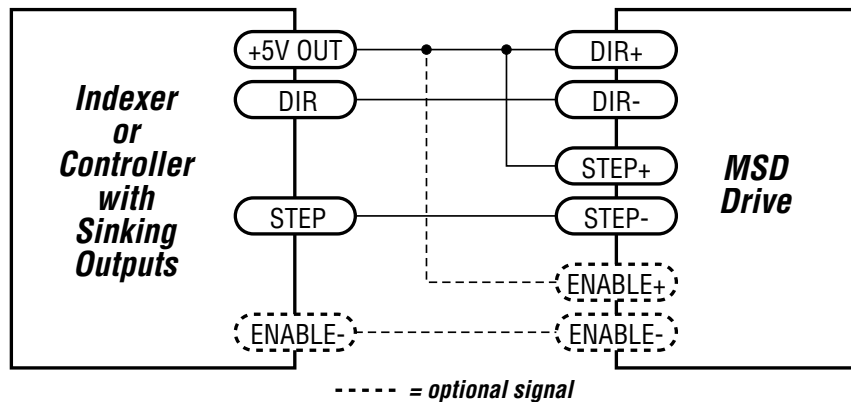 +5V OUT
DIR
STEP
ENABLE-
Indexer
or
Controller
with
Sinking
Outputs
DIR+
DIR-
STEP+
STEP-
ENABLE+
ENABLE-
MSD
Drive
= optional signal